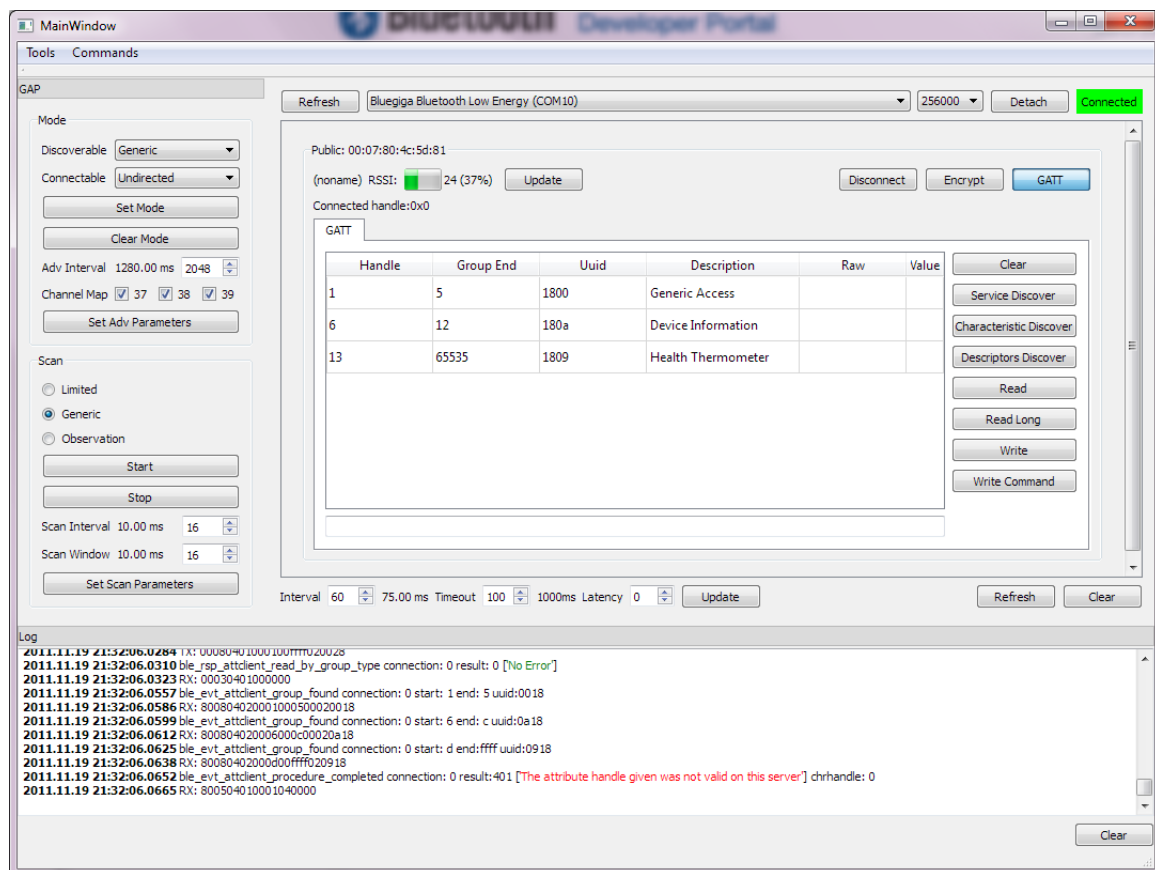 MainWindow
Bluetooth Developer Portal
Tools Commands
GAP
Mode
Discoverable Generic
Connectable Undirected
Set Mode
Clear Mode
Adv Interval 1280.00 ms 2048
Channel Map 37 38 39
Set Adv Parameters
Scan
Limited
Generic
Observation
Start
Stop
Scan Interval 10.00 ms 16
Scan Window 10.00 ms 16
Set Scan Parameters
Refresh Bluegiga Bluetooth Low Energy (COM10) 256000 Detach Connected
Public: 00:07:80:4c:5d:81
(noname) RSSI: 24 (37%) Update Disconnect Encrypt GATT
Connected handle:0x0
GATT
Handle Group End Uuid Description Raw Value
1 5 1800 Generic Access
6 12 180a Device Information
13 65535 1809 Health Thermometer
Clear
Service Discover
Characteristic Discover
Descriptors Discover
Read
Read Long
Write
Write Command
Interval 60 75.00 ms Timeout 100 1000ms Latency 0 Update Refresh Clear
Log
2011.11.19 21:32:06.0284 TX: 00080401000100ffff020028
2011.11.19 21:32:06.0310 ble_rsp_attclient_read_by_group_type connection: 0 result: 0 ['No Error']
2011.11.19 21:32:06.0323 RX: 00030401000000
2011.11.19 21:32:06.0557 ble_evt_attclient_group_found connection: 0 start: 1 end: 5 uuid:0018
2011.11.19 21:32:06.0586 RX: 800804020001000500020018
2011.11.19 21:32:06.0599 ble_evt_attclient_group_found connection: 0 start: 6 end: c uuid:0a18
2011.11.19 21:32:06.0612 RX: 800804020006000c00020a18
2011.11.19 21:32:06.0625 ble_evt_attclient_group_found connection: 0 start: d end:ffff uuid:0918
2011.11.19 21:32:06.0638 RX: 80080402000d00ffff020918
2011.11.19 21:32:06.0652 ble_evt_attclient_procedure_completed connection: 0 result:401 ['The attribute handle given was not valid on this server'] chrhandle: 0
2011.11.19 21:32:06.0665 RX: 800504010001040000
Clear